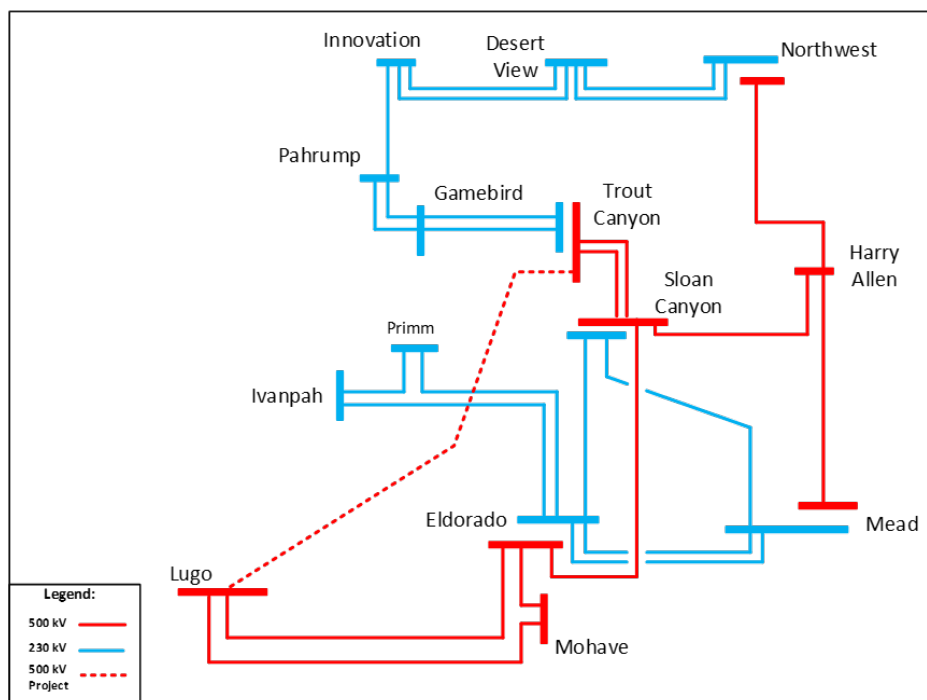 Innovation
Desert
View
Northwest
Pahrump
Gamebird
Trout
Canyon
Harry
Allen
Sloan
Canyon
Primm
Ivanpah
Eldorado
Mead
Lugo
Mohave
Legend:
500 kV
230 kV
500 kV
Project